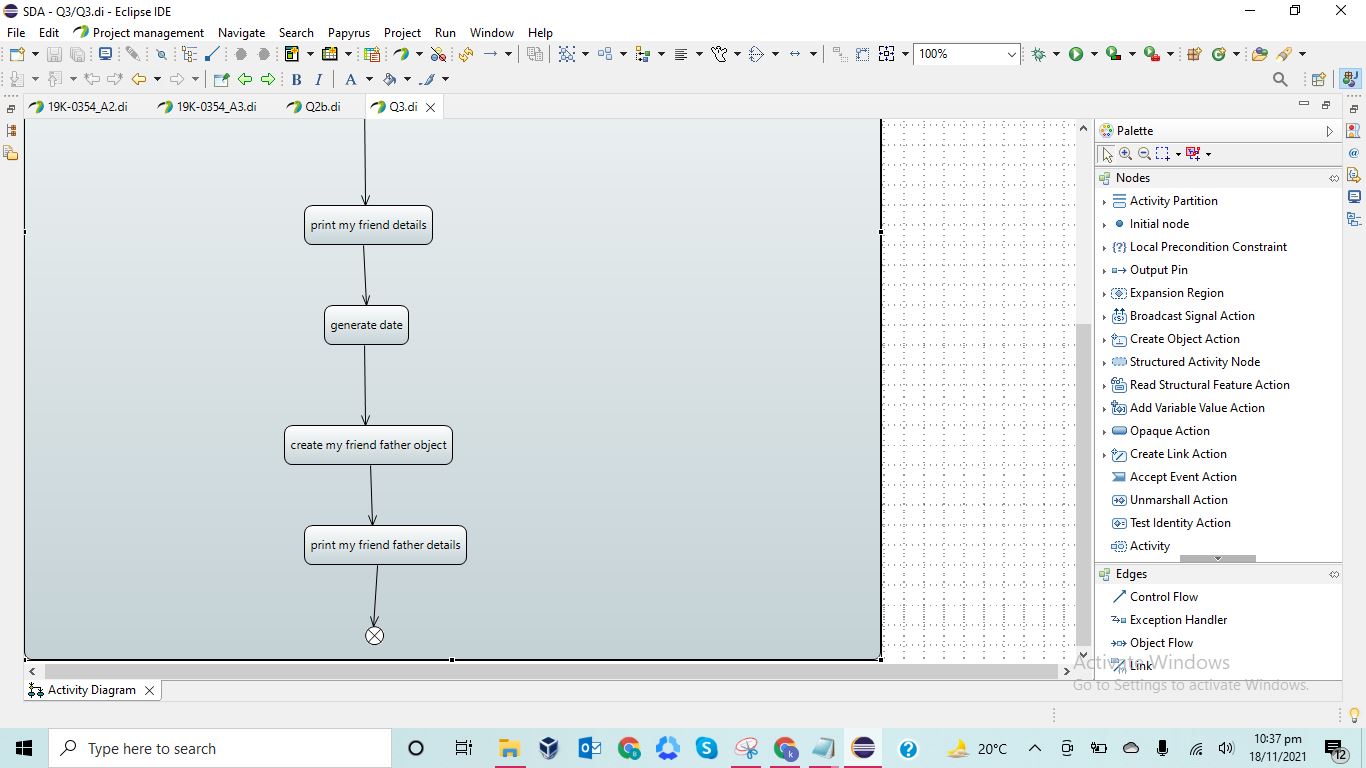 SDA - Q3/Q3.di - Eclipse IDE
File Edit Project management Navigate Search Papyrus Project Run Window Help
100%
B I A
19K-0354_A2.di 19K-0354_A3.di Q2b.di Q3.di
Palette
Nodes
Activity Partition
Initial node
Local Precondition Constraint
Output Pin
Expansion Region
Broadcast Signal Action
Create Object Action
Structured Activity Node
Read Structural Feature Action
Add Variable Value Action
Opaque Action
Create Link Action
Accept Event Action
Unmarshall Action
Test Identity Action
Activity
Edges
Control Flow
Exception Handler
Object Flow
Link
print my friend details
generate date
create my friend father object
print my friend father details
Activate Windows
Go to Settings to activate Windows.
Activity Diagram
Type here to search
20°C
10:37 pm
18/11/2021
12